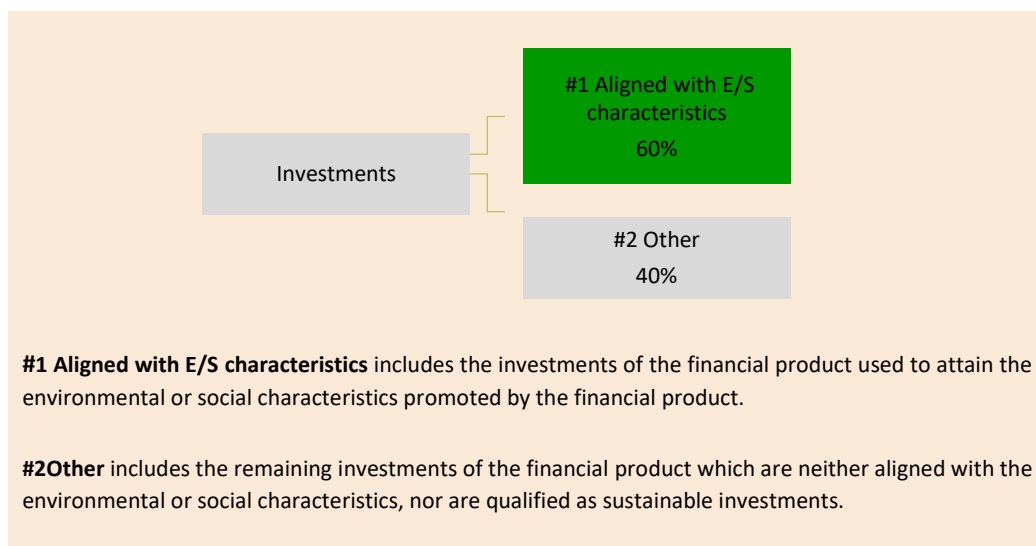 #1 Aligned with E/S
characteristics
60%
Investments
#2 Other
40%
#1 Aligned with E/S characteristics includes the investments of the financial product used to attain the
environmental or social characteristics promoted by the financial product.
#2Other includes the remaining investments of the financial product which are neither aligned with the
environmental or social characteristics, nor are qualified as sustainable investments.